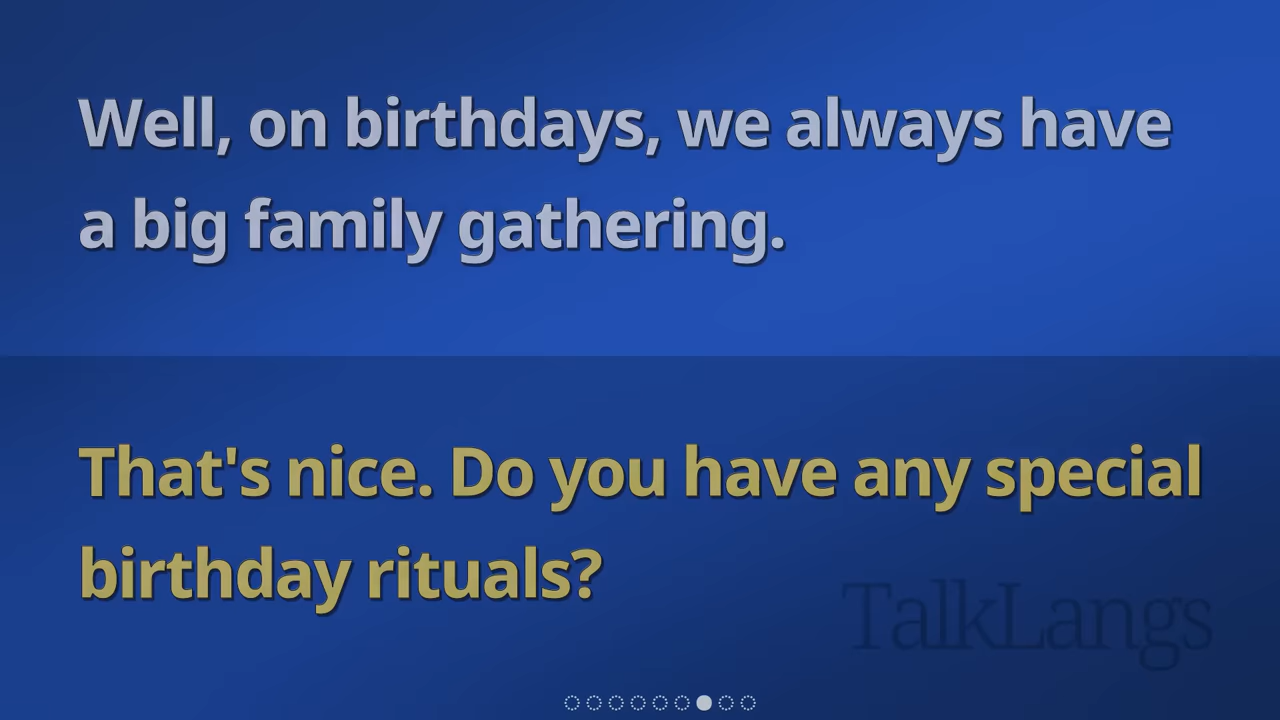 Well, on birthdays, we always have
a big family gathering.
That's nice. Do you have any special
birthday rituals?
TalkLangs